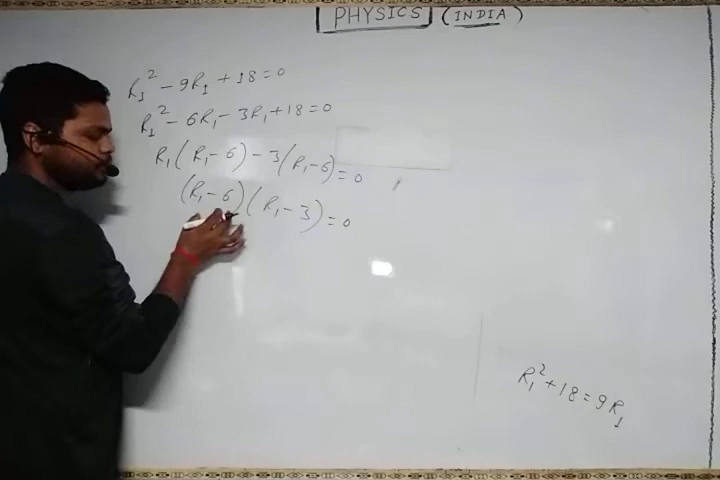 PHYSICS (INDIA)
R₁² - 9R₁ + 18 = 0
R₁² - 6R₁ - 3R₁ + 18 = 0
R₁(R₁ - 6) - 3(R₁ - 6) = 0
(R₁ - 6)(R₁ - 3) = 0
R₁² + 18 = 9R₁